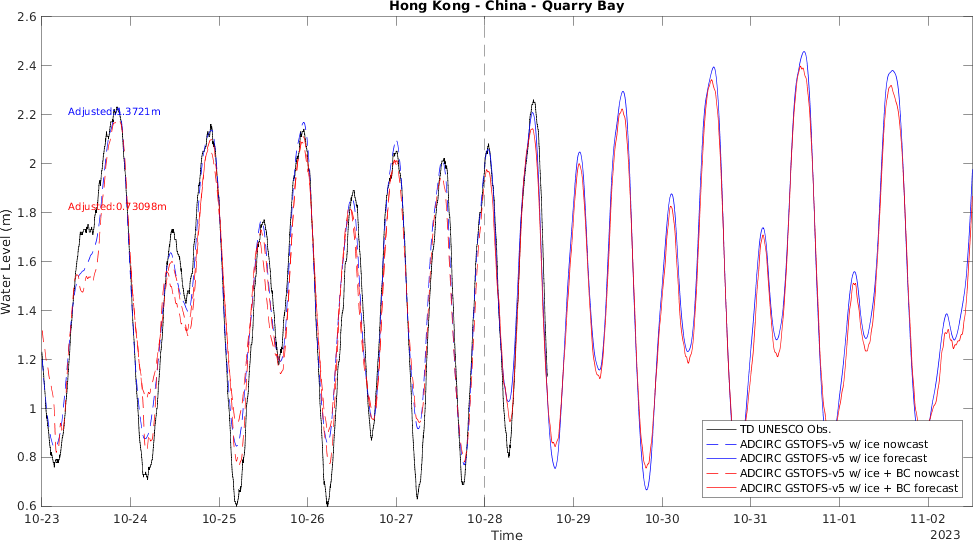 Hong Kong - China - Quarry Bay
2.6
2.4
2.2
2
1.8
1.6
1.4
1.2
1
0.8
0.6
Water Level (m)
Adjusted:1.3721m
Adjusted:0.73098m
TD UNESCO Obs.
ADCIRC GSTOFS-v5 w/ ice nowcast
ADCIRC GSTOFS-v5 w/ ice forecast
ADCIRC GSTOFS-v5 w/ ice + BC nowcast
ADCIRC GSTOFS-v5 w/ ice + BC forecast
10-23 10-24 10-25 10-26 10-27 10-28 10-29 10-30 10-31 11-01 11-02
Time
2023